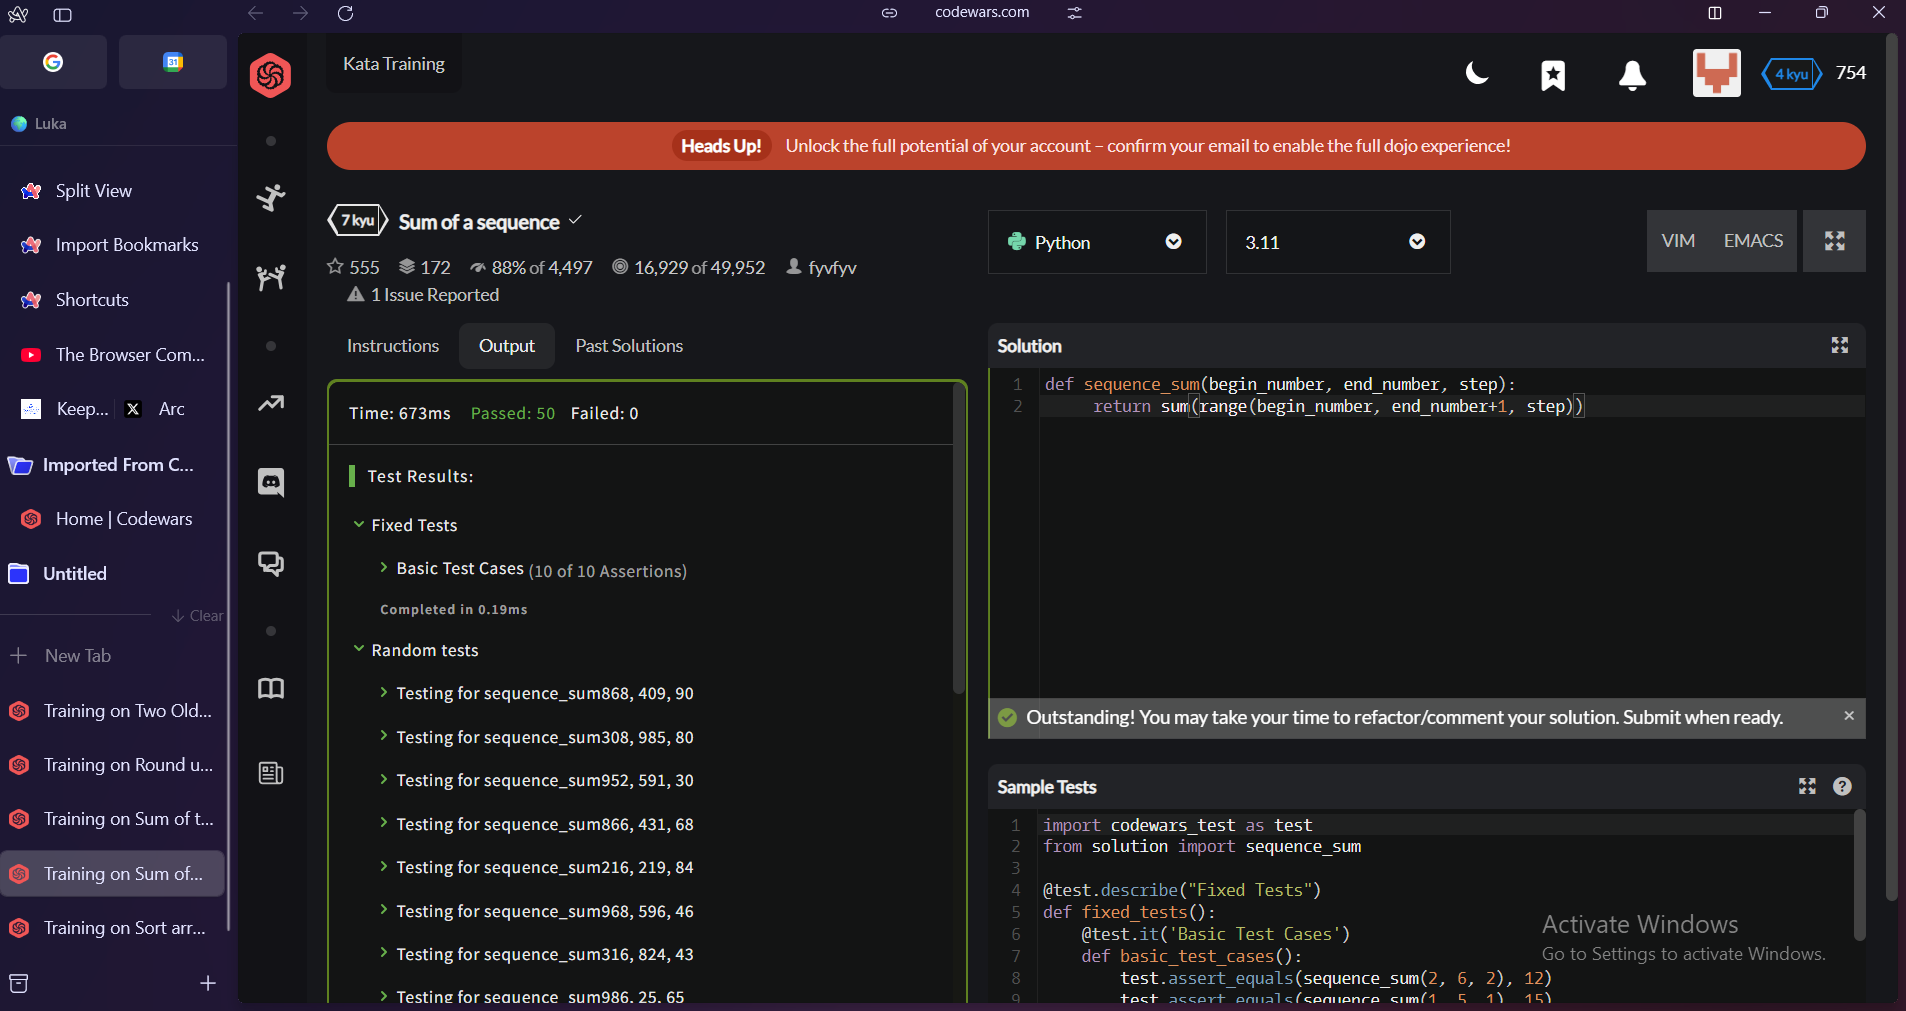 codewars.com
31
Luka
Split View
Import Bookmarks
Shortcuts
The Browser Com...
Keep...
Arc
Imported From C...
Home | Codewars
Untitled
Clear
New Tab
Training on Two Old...
Training on Round u...
Training on Sum of t...
Training on Sum of...
Training on Sort arr...
Kata Training
4 kyu
754
Heads Up! Unlock the full potential of your account – confirm your email to enable the full dojo experience!
7 kyu Sum of a sequence
555 172 88% of 4,497 16,929 of 49,952 fyvfyv
1 Issue Reported
Python
3.11
VIM EMACS
Instructions Output Past Solutions
Time: 673ms Passed: 50 Failed: 0
Test Results:
Fixed Tests
Basic Test Cases (10 of 10 Assertions)
Completed in 0.19ms
Random tests
Testing for sequence_sum868, 409, 90
Testing for sequence_sum308, 985, 80
Testing for sequence_sum952, 591, 30
Testing for sequence_sum866, 431, 68
Testing for sequence_sum216, 219, 84
Testing for sequence_sum968, 596, 46
Testing for sequence_sum316, 824, 43
Testing for sequence_sum986, 25, 65
Solution
1 def sequence_sum(begin_number, end_number, step):
2 return sum(range(begin_number, end_number+1, step))
Outstanding! You may take your time to refactor/comment your solution. Submit when ready.
Sample Tests
1 import codewars_test as test
2 from solution import sequence_sum
3
4 @test.describe("Fixed Tests")
5 def fixed_tests():
6 @test.it('Basic Test Cases')
7 def basic_test_cases():
8 test.assert_equals(sequence_sum(2, 6, 2), 12)
9 test.assert_equals(sequence_sum(1, 5, 1), 15)
Activate Windows
Go to Settings to activate Windows.